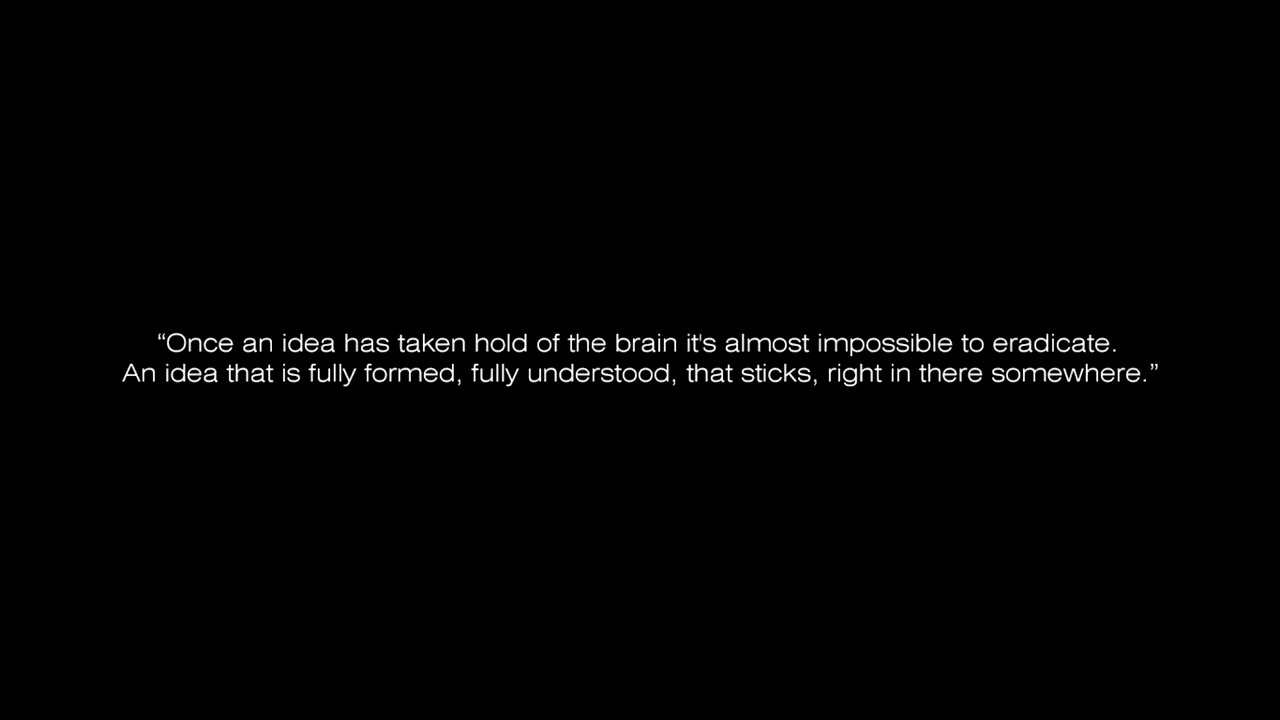 “Once an idea has taken hold of the brain it's almost impossible to eradicate.
An idea that is fully formed, fully understood, that sticks, right in there somewhere.”